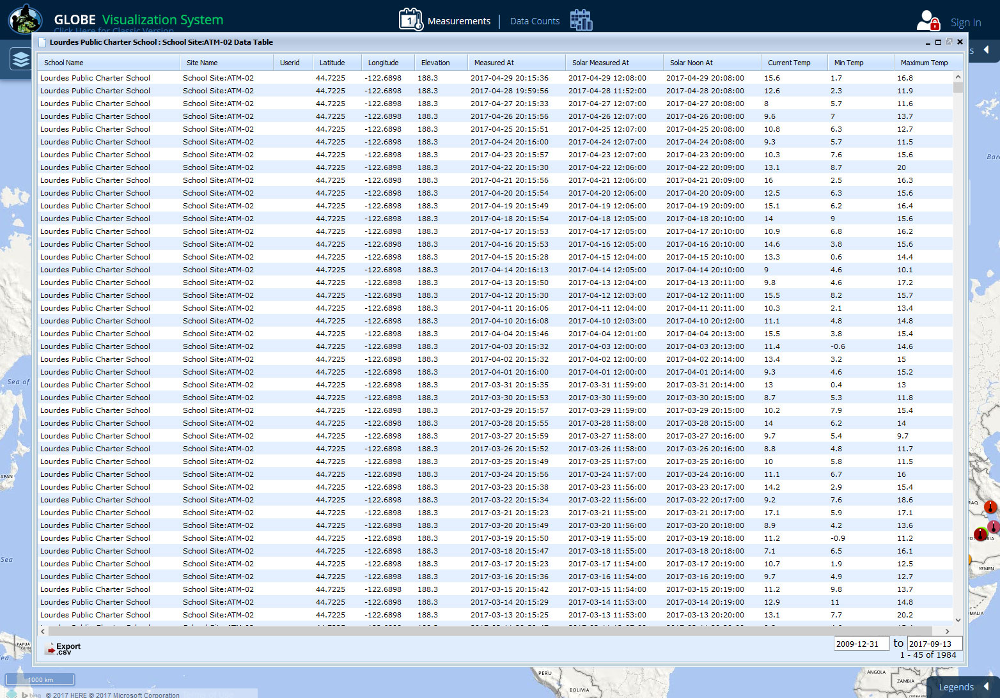 GLOBE Visualization System
Click Here for Classic Version
1 Measurements | Data Counts
Sign In
Lourdes Public Charter School : School Site:ATM-02 Data Table
School Name Site Name Userid Latitude Longitude Elevation Measured At Solar Measured At Solar Noon At Current Temp Min Temp Maximum Temp
Lourdes Public Charter School School Site:ATM-02 44.7225 -122.6898 188.3 2017-04-29 20:15:36 2017-04-29 12:08:00 2017-04-29 20:08:00 15.6 1.7 16.8
Lourdes Public Charter School School Site:ATM-02 44.7225 -122.6898 188.3 2017-04-28 19:59:56 2017-04-28 11:52:00 2017-04-28 20:08:00 12.6 2.3 11.9
Lourdes Public Charter School School Site:ATM-02 44.7225 -122.6898 188.3 2017-04-27 20:15:33 2017-04-27 12:07:00 2017-04-27 20:08:00 8 5.7 11.6
Lourdes Public Charter School School Site:ATM-02 44.7225 -122.6898 188.3 2017-04-26 20:15:56 2017-04-26 12:07:00 2017-04-26 20:08:00 9.6 7 13.7
Lourdes Public Charter School School Site:ATM-02 44.7225 -122.6898 188.3 2017-04-25 20:15:51 2017-04-25 12:07:00 2017-04-25 20:08:00 10.8 6.3 12.7
Lourdes Public Charter School School Site:ATM-02 44.7225 -122.6898 188.3 2017-04-24 20:16:00 2017-04-24 12:07:00 2017-04-24 20:08:00 9.3 5.7 11.5
Lourdes Public Charter School School Site:ATM-02 44.7225 -122.6898 188.3 2017-04-23 20:15:57 2017-04-23 12:07:00 2017-04-23 20:09:00 10.3 7.6 15.6
Lourdes Public Charter School School Site:ATM-02 44.7225 -122.6898 188.3 2017-04-22 20:15:30 2017-04-22 12:06:00 2017-04-22 20:09:00 13.1 8.7 20
Lourdes Public Charter School School Site:ATM-02 44.7225 -122.6898 188.3 2017-04-21 20:15:56 2017-04-21 12:06:00 2017-04-21 20:09:00 16 2.5 16.3
Lourdes Public Charter School School Site:ATM-02 44.7225 -122.6898 188.3 2017-04-20 20:15:54 2017-04-20 12:06:00 2017-04-20 20:09:00 12.5 6.3 15.6
Lourdes Public Charter School School Site:ATM-02 44.7225 -122.6898 188.3 2017-04-19 20:15:49 2017-04-19 12:06:00 2017-04-19 20:09:00 15.1 6.2 16.4
Lourdes Public Charter School School Site:ATM-02 44.7225 -122.6898 188.3 2017-04-18 20:15:54 2017-04-18 12:05:00 2017-04-18 20:10:00 14 9 15.6
Lourdes Public Charter School School Site:ATM-02 44.7225 -122.6898 188.3 2017-04-17 20:15:53 2017-04-17 12:05:00 2017-04-17 20:10:00 10.9 6.8 16.2
Lourdes Public Charter School School Site:ATM-02 44.7225 -122.6898 188.3 2017-04-16 20:15:53 2017-04-16 12:05:00 2017-04-16 20:10:00 14.6 3.8 15.6
Lourdes Public Charter School School Site:ATM-02 44.7225 -122.6898 188.3 2017-04-15 20:15:28 2017-04-15 12:04:00 2017-04-15 20:10:00 13.3 0.6 14.4
Lourdes Public Charter School School Site:ATM-02 44.7225 -122.6898 188.3 2017-04-14 20:16:13 2017-04-14 12:05:00 2017-04-14 20:10:00 9 4.6 10.1
Lourdes Public Charter School School Site:ATM-02 44.7225 -122.6898 188.3 2017-04-13 20:15:50 2017-04-13 12:04:00 2017-04-13 20:11:00 9.8 4.6 17.2
Lourdes Public Charter School School Site:ATM-02 44.7225 -122.6898 188.3 2017-04-12 20:15:30 2017-04-12 12:03:00 2017-04-12 20:11:00 15.5 8.2 15.7
Lourdes Public Charter School School Site:ATM-02 44.7225 -122.6898 188.3 2017-04-11 20:16:06 2017-04-11 12:04:00 2017-04-11 20:11:00 10.3 2.1 13.4
Lourdes Public Charter School School Site:ATM-02 44.7225 -122.6898 188.3 2017-04-10 20:16:08 2017-04-10 12:03:00 2017-04-10 20:12:00 11.1 4.8 14.8
Lourdes Public Charter School School Site:ATM-02 44.7225 -122.6898 188.3 2017-04-04 20:15:46 2017-04-04 12:01:00 2017-04-04 20:13:00 15.5 3.8 15.4
Lourdes Public Charter School School Site:ATM-02 44.7225 -122.6898 188.3 2017-04-03 20:15:32 2017-04-03 12:00:00 2017-04-03 20:13:00 11.4 -0.6 14.6
Lourdes Public Charter School School Site:ATM-02 44.7225 -122.6898 188.3 2017-04-02 20:15:32 2017-04-02 12:00:00 2017-04-02 20:14:00 13.4 3.2 15
Lourdes Public Charter School School Site:ATM-02 44.7225 -122.6898 188.3 2017-04-01 20:16:00 2017-04-01 12:00:00 2017-04-01 20:14:00 9.3 4.6 15.2
Lourdes Public Charter School School Site:ATM-02 44.7225 -122.6898 188.3 2017-03-31 20:15:35 2017-03-31 11:59:00 2017-03-31 20:14:00 13 0.4 13
Lourdes Public Charter School School Site:ATM-02 44.7225 -122.6898 188.3 2017-03-30 20:15:53 2017-03-30 11:59:00 2017-03-30 20:15:00 8.7 5.3 11.8
Lourdes Public Charter School School Site:ATM-02 44.7225 -122.6898 188.3 2017-03-29 20:15:57 2017-03-29 11:59:00 2017-03-29 20:15:00 10.2 7.9 15.4
Lourdes Public Charter School School Site:ATM-02 44.7225 -122.6898 188.3 2017-03-28 20:15:55 2017-03-28 11:58:00 2017-03-28 20:15:00 14 6.2 14
Lourdes Public Charter School School Site:ATM-02 44.7225 -122.6898 188.3 2017-03-27 20:15:59 2017-03-27 11:58:00 2017-03-27 20:16:00 9.7 5.4 9.7
Lourdes Public Charter School School Site:ATM-02 44.7225 -122.6898 188.3 2017-03-26 20:15:52 2017-03-26 11:58:00 2017-03-26 20:16:00 8.8 4.8 11.7
Lourdes Public Charter School School Site:ATM-02 44.7225 -122.6898 188.3 2017-03-25 20:15:49 2017-03-25 11:57:00 2017-03-25 20:16:00 10 5.8 11.5
Lourdes Public Charter School School Site:ATM-02 44.7225 -122.6898 188.3 2017-03-24 20:15:56 2017-03-24 11:57:00 2017-03-24 20:16:00 11.1 6.7 16
Lourdes Public Charter School School Site:ATM-02 44.7225 -122.6898 188.3 2017-03-23 20:15:38 2017-03-23 11:56:00 2017-03-23 20:17:00 14.2 2.9 15.4
Lourdes Public Charter School School Site:ATM-02 44.7225 -122.6898 188.3 2017-03-22 20:15:34 2017-03-22 11:56:00 2017-03-22 20:17:00 9.2 7.6 18.6
Lourdes Public Charter School School Site:ATM-02 44.7225 -122.6898 188.3 2017-03-21 20:15:23 2017-03-21 11:55:00 2017-03-21 20:17:00 17.1 5.9 17.1
Lourdes Public Charter School School Site:ATM-02 44.7225 -122.6898 188.3 2017-03-20 20:15:49 2017-03-20 11:56:00 2017-03-20 20:18:00 8.9 4.2 13.6
Lourdes Public Charter School School Site:ATM-02 44.7225 -122.6898 188.3 2017-03-19 20:15:50 2017-03-19 11:55:00 2017-03-19 20:18:00 11.2 -0.9 11.2
Lourdes Public Charter School School Site:ATM-02 44.7225 -122.6898 188.3 2017-03-18 20:15:47 2017-03-18 11:55:00 2017-03-18 20:18:00 7.1 6.5 16.1
Lourdes Public Charter School School Site:ATM-02 44.7225 -122.6898 188.3 2017-03-17 20:15:23 2017-03-17 11:54:00 2017-03-17 20:19:00 10.7 1.9 12.5
Lourdes Public Charter School School Site:ATM-02 44.7225 -122.6898 188.3 2017-03-16 20:15:36 2017-03-16 11:54:00 2017-03-16 20:19:00 9.7 4.9 12.7
Lourdes Public Charter School School Site:ATM-02 44.7225 -122.6898 188.3 2017-03-15 20:15:42 2017-03-15 11:54:00 2017-03-15 20:19:00 11.2 9.8 13.7
Lourdes Public Charter School School Site:ATM-02 44.7225 -122.6898 188.3 2017-03-14 20:15:29 2017-03-14 11:53:00 2017-03-14 20:19:00 12.9 11 14.8
Lourdes Public Charter School School Site:ATM-02 44.7225 -122.6898 188.3 2017-03-13 20:15:25 2017-03-13 11:53:00 2017-03-13 20:20:00 13.1 7.7 20.2
Export .csv
2009-12-31 to 2017-09-13
1 - 45 of 1984
Sea of
APAN
Sea
PAPUA
GUIN
Bar
RAQ
YEMEN
OMALIA
PERU
BOLIVIA
ANGOLA
ZAMBIA
1000 km
bing © 2017 HERE © 2017 Microsoft Corporation Terms of Use
Legends